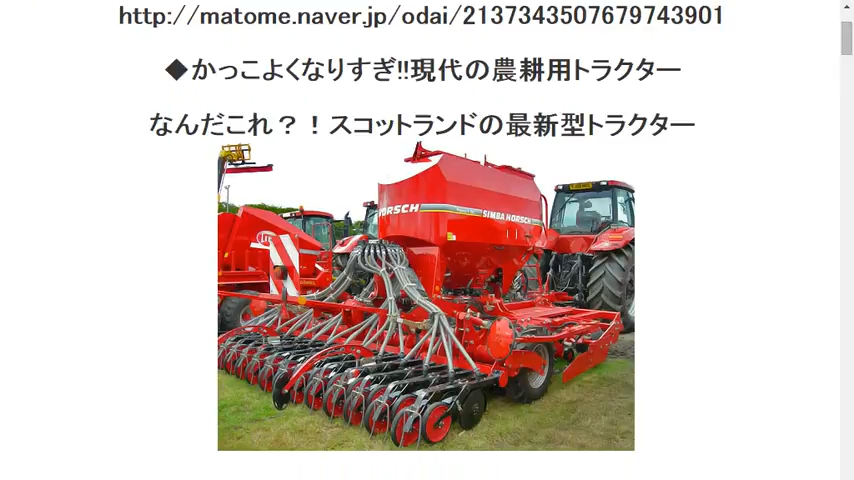 http://matome.naver.jp/odai/2137343507679743901
◆かっこよくなりすぎ!!現代の農耕用トラクター
なんだこれ？！スコットランドの最新型トラクター
HORSCH
SIMBA HORSCH